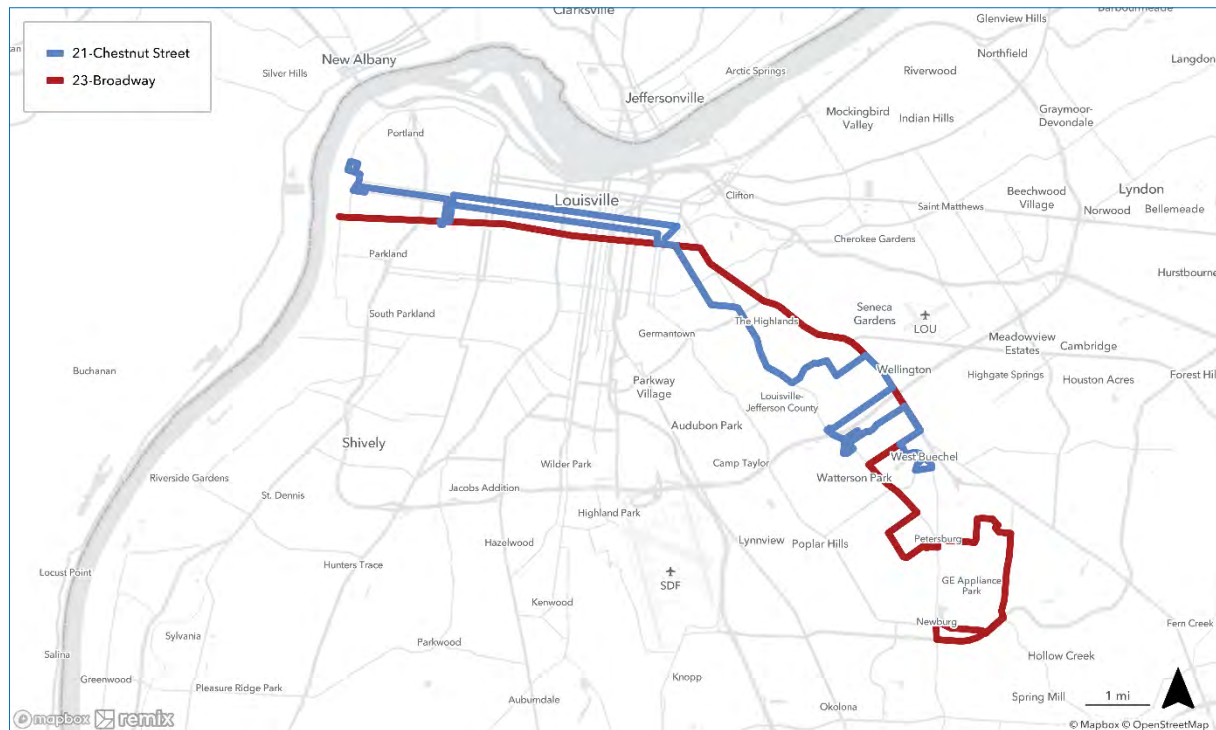 Clarksville
Barbourmeade
Glenview Hills
21-Chestnut Street
New Albany
Northfield
Langdon
Silver Hills
Arctic Springs
Riverwood
23-Broadway
Jeffersonville
Graymoor-
Devondale
Mockingbird
Valley
Indian Hills
Portland
Lyndon
Beechwood
Village
Clifton
Louisville
Saint Matthews
Norwood
Bellemeade
Cherokee Gardens
Parkland
Hurstbourne
South Parkland
Seneca
Gardens
The Highlands
LOU
Germantown
Meadowview
Estates
Cambridge
Buchanan
Wellington
Highgate Springs
Forest Hil
Parkway
Village
Houston Acres
Louisville-
Jefferson County
Audubon Park
Shively
West Buechel
Wilder Park
Camp Taylor
Riverside Gardens
Watterson Park
Jacobs Addition
St. Dennis
Highland Park
Hazelwood
Lynnview
Poplar Hills
Petersburg
Hunters Trace
Locust Point
SDF
GE Appliance
Park
Kenwood
Newburg
Fern Creek
Sylvania
Parkwood
Salina
Hollow Creek
Greenwood
Knopp
Pleasure Ridge Park
Auburndale
Spring Mill
1 mi
Okolona
mapbox remix
© Mapbox © OpenStreetMap